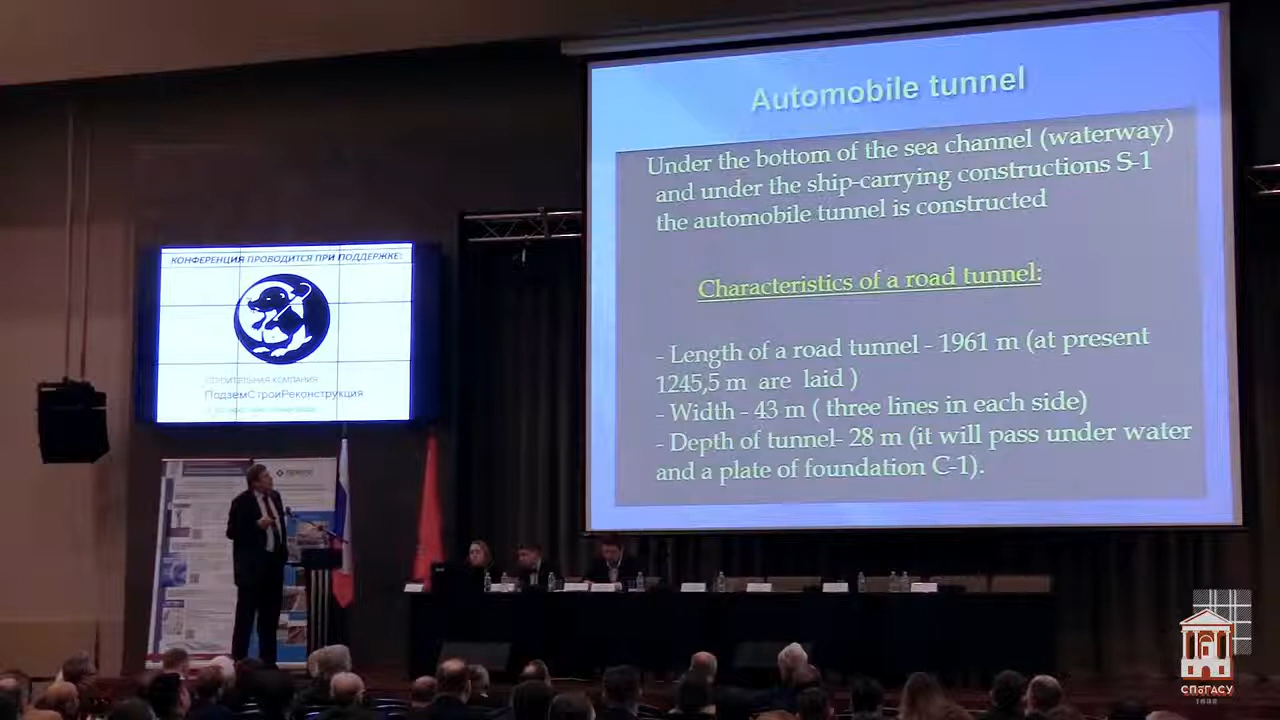 Automobile tunnel
Under the bottom of the sea channel (waterway)
and under the ship-carrying constructions S-1
the automobile tunnel is constructed
Characteristics of a road tunnel:
- Length of a road tunnel - 1961 m (at present
1245,5 m are laid )
- Width - 43 m ( three lines in each side)
- Depth of tunnel- 28 m (it will pass under water
and a plate of foundation C-1).
КОНФЕРЕНЦИЯ ПРОВОДИТСЯ ПРИ ПОДДЕРЖКЕ:
СТРОИТЕЛЬНАЯ КОМПАНИЯ
ПодземСтройРеконструкция
СПбГАСУ